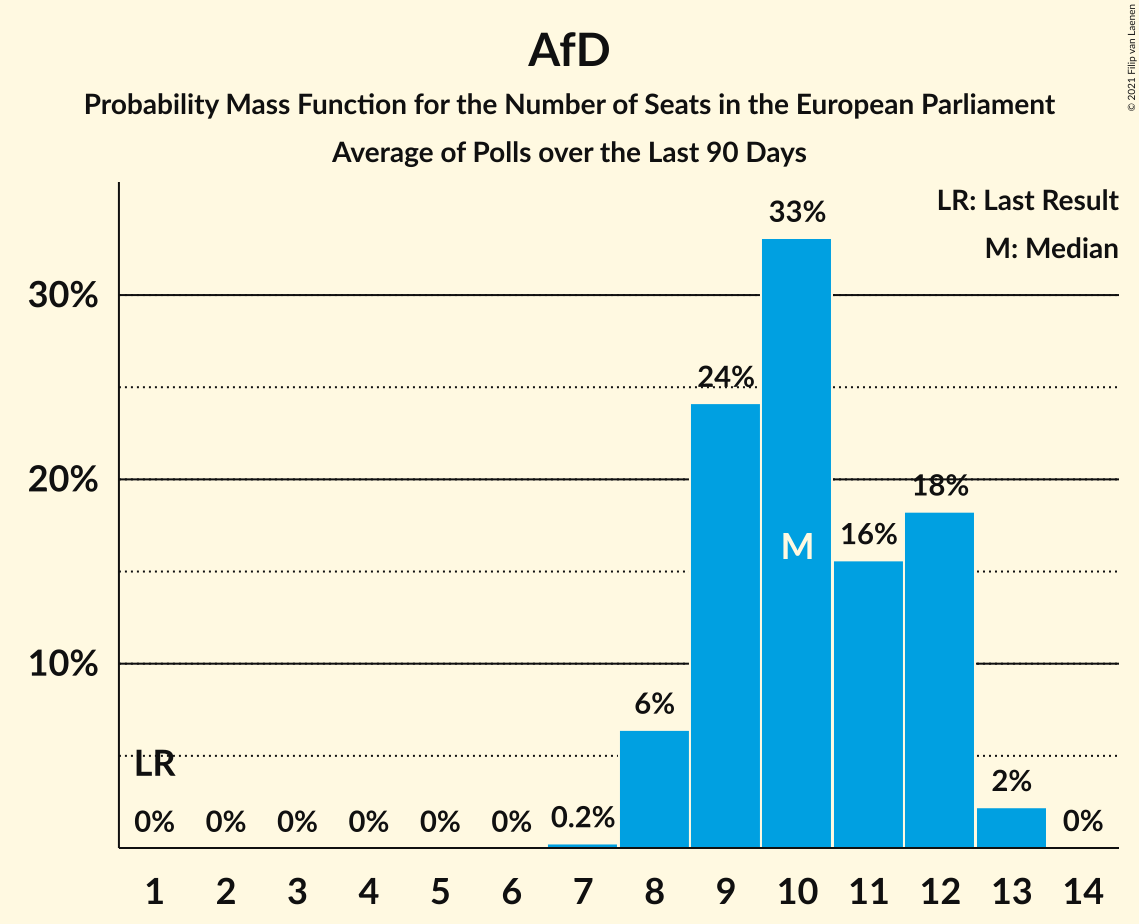 AfD
Probability Mass Function for the Number of Seats in the European Parliament
Average of Polls over the Last 90 Days
© 2021 Filip van Laenen
LR: Last Result
M: Median
33%
30%
24%
20%
18%
16%
M
10%
6%
LR
2%
0% 0% 0% 0% 0% 0% 0.2% 0%
1 2 3 4 5 6 7 8 9 10 11 12 13 14